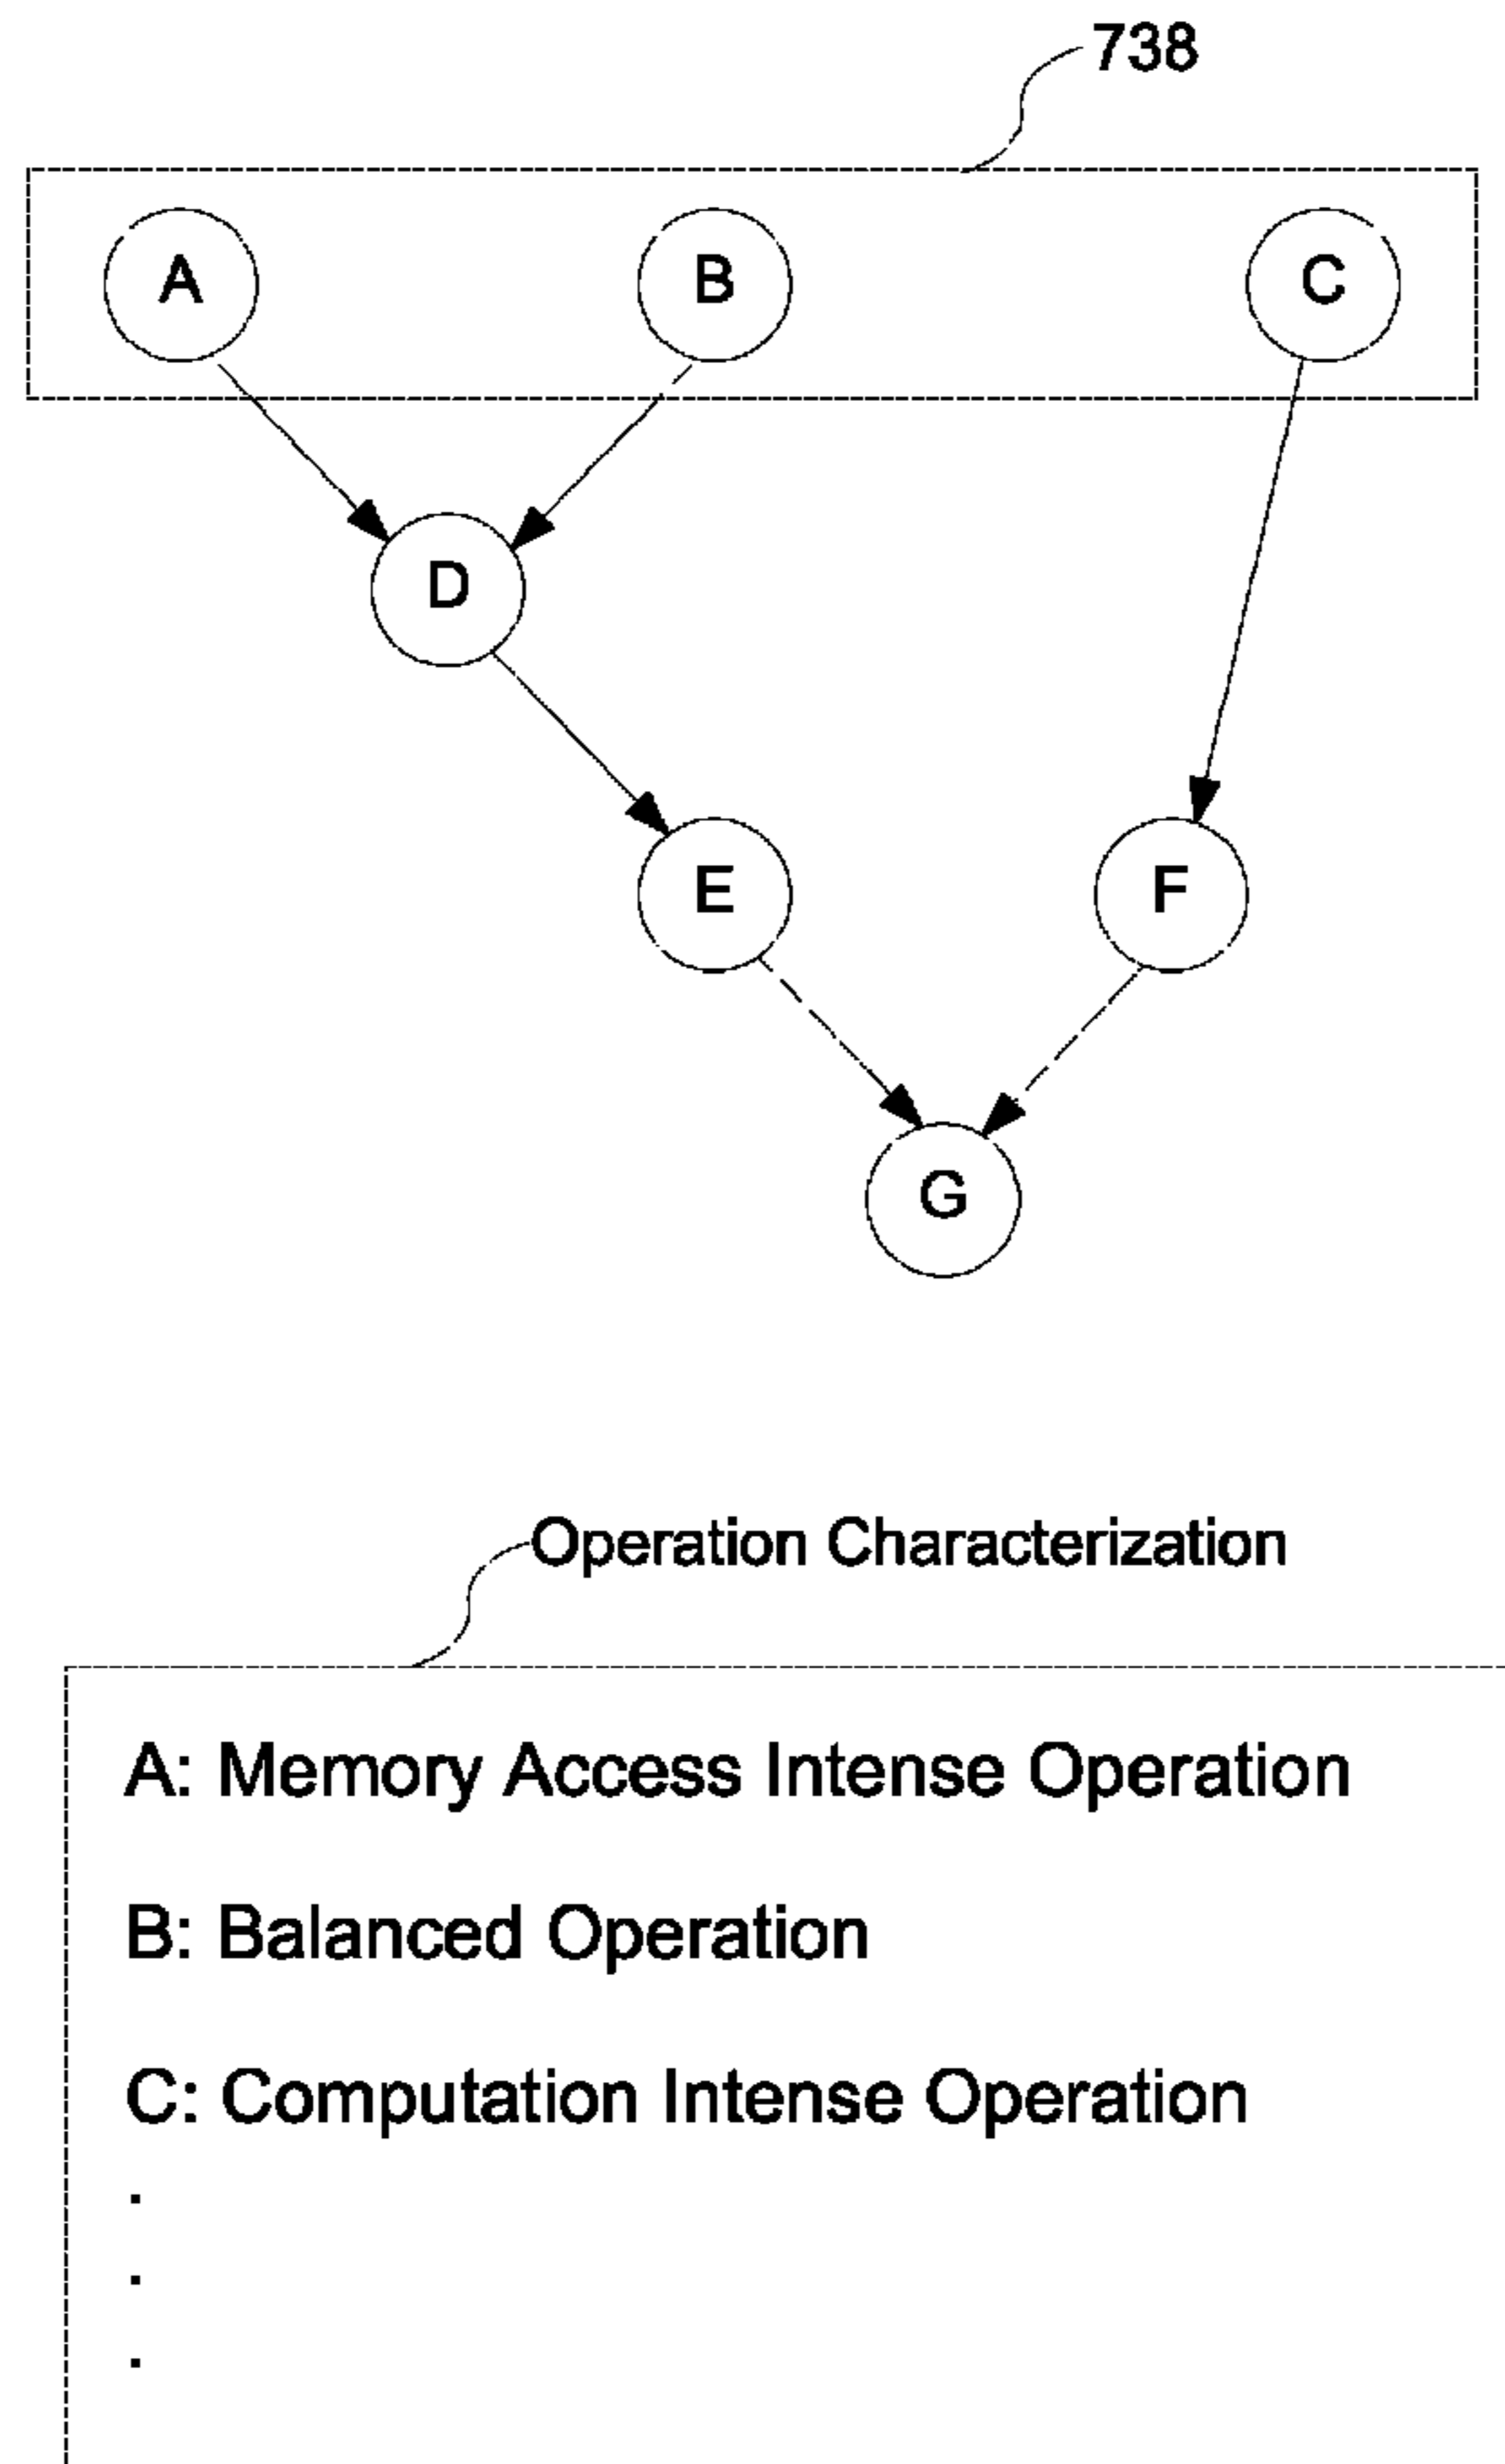 738
A
B
C
D
E
F
G
Operation Characterization
A: Memory Access Intense Operation
B: Balanced Operation
C: Computation Intense Operation
.
.
.